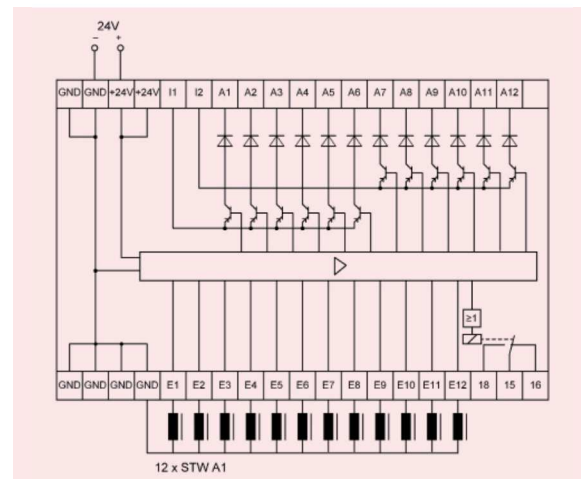 24V
− +
GND GND +24V +24V I1 I2 A1 A2 A3 A4 A5 A6 A7 A8 A9 A10 A11 A12
≥1
GND GND GND GND E1 E2 E3 E4 E5 E6 E7 E8 E9 E10 E11 E12 18 15 16
12 x STW A1